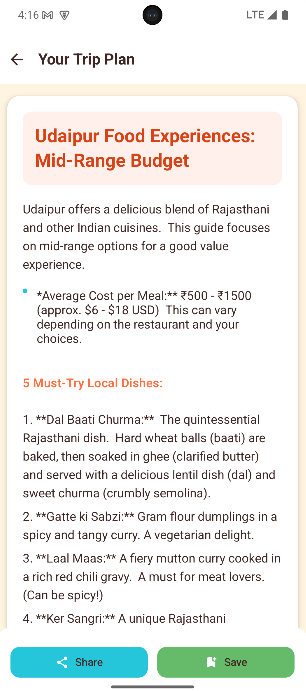 4:16
LTE
Your Trip Plan
Udaipur Food Experiences:
Mid-Range Budget
Udaipur offers a delicious blend of Rajasthani
and other Indian cuisines.  This guide focuses
on mid-range options for a good value
experience.
*Average Cost per Meal:** ₹500 - ₹1500
(approx. $6 - $18 USD)  This can vary
depending on the restaurant and your
choices.
5 Must-Try Local Dishes:
1. **Dal Baati Churma:**  The quintessential
Rajasthani dish.  Hard wheat balls (baati) are
baked, then soaked in ghee (clarified butter)
and served with a delicious lentil dish (dal) and
sweet churma (crumbly semolina).
2. **Gatte ki Sabzi:** Gram flour dumplings in a
spicy and tangy curry. A vegetarian delight.
3. **Laal Maas:** A fiery mutton curry cooked in
a rich red chili gravy.  A must for meat lovers.
(Can be spicy!)
4. **Ker Sangri:** A unique Rajasthani
Share
Save